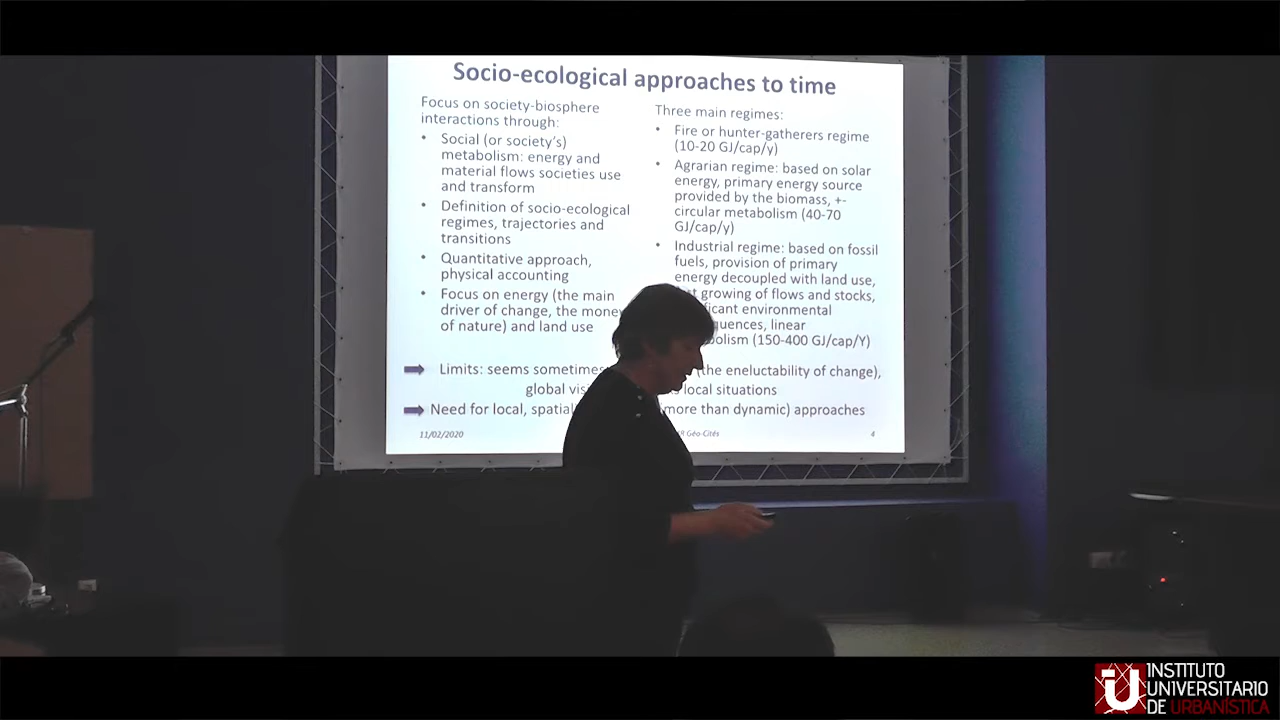 Socio-ecological approaches to time
Focus on society-biosphere
interactions through:
• Social (or society's)
metabolism: energy and
material flows societies use
and transform
• Definition of socio-ecological
regimes, trajectories and
transitions
• Quantitative approach,
physical accounting
• Focus on energy (the main
driver of change, the money
of nature) and land use
Three main regimes:
• Fire or hunter-gatherers regime
(10-20 GJ/cap/y)
• Agrarian regime: based on solar
energy, primary energy source
provided by the biomass, +-
circular metabolism (40-70
GJ/cap/y)
• Industrial regime: based on fossil
fuels, provision of primary
energy decoupled with land use,
growing of flows and stocks,
environmental
linear
(150-400 GJ/cap/Y)
Limits: seems sometimes (the eneluctability of change),
global local situations
Need for local, (more than dynamic) approaches
11/02/2020
Géo-Cités
4
INSTITUTO
UNIVERSITARIO
DE URBANÍSTICA